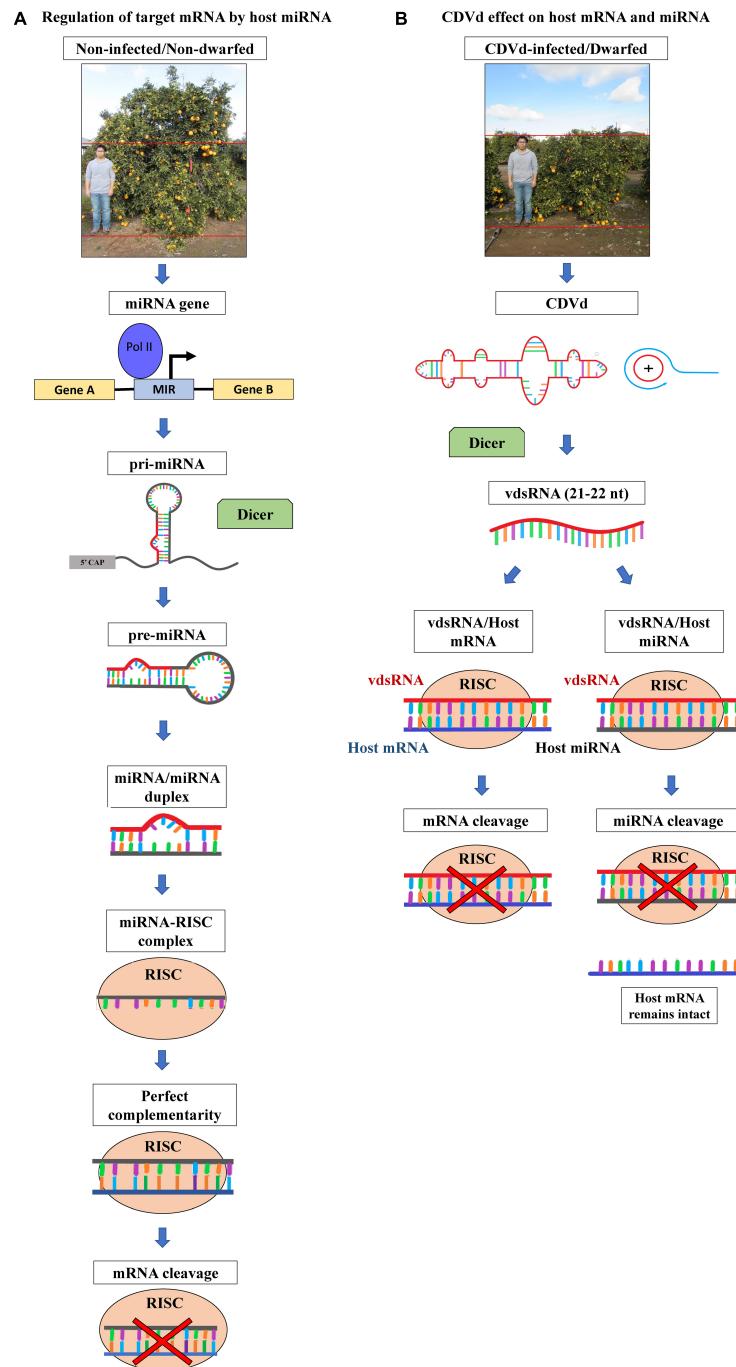 A Regulation of target mRNA by host miRNA
Non-infected/Non-dwarfed
miRNA gene
Pol II
Gene A
MIR
Gene B
pri-miRNA
Dicer
5' CAP
pre-miRNA
miRNA/miRNA
duplex
miRNA-RISC
complex
RISC
Perfect
complementarity
RISC
mRNA cleavage
RISC
B CDVd effect on host mRNA and miRNA
CDVd-infected/Dwarfed
CDVd
+
Dicer
vdsRNA (21-22 nt)
vdsRNA/Host
mRNA
vdsRNA
RISC
Host mRNA
mRNA cleavage
RISC
vdsRNA/Host
miRNA
vdsRNA
RISC
Host miRNA
miRNA cleavage
RISC
Host mRNA
remains intact